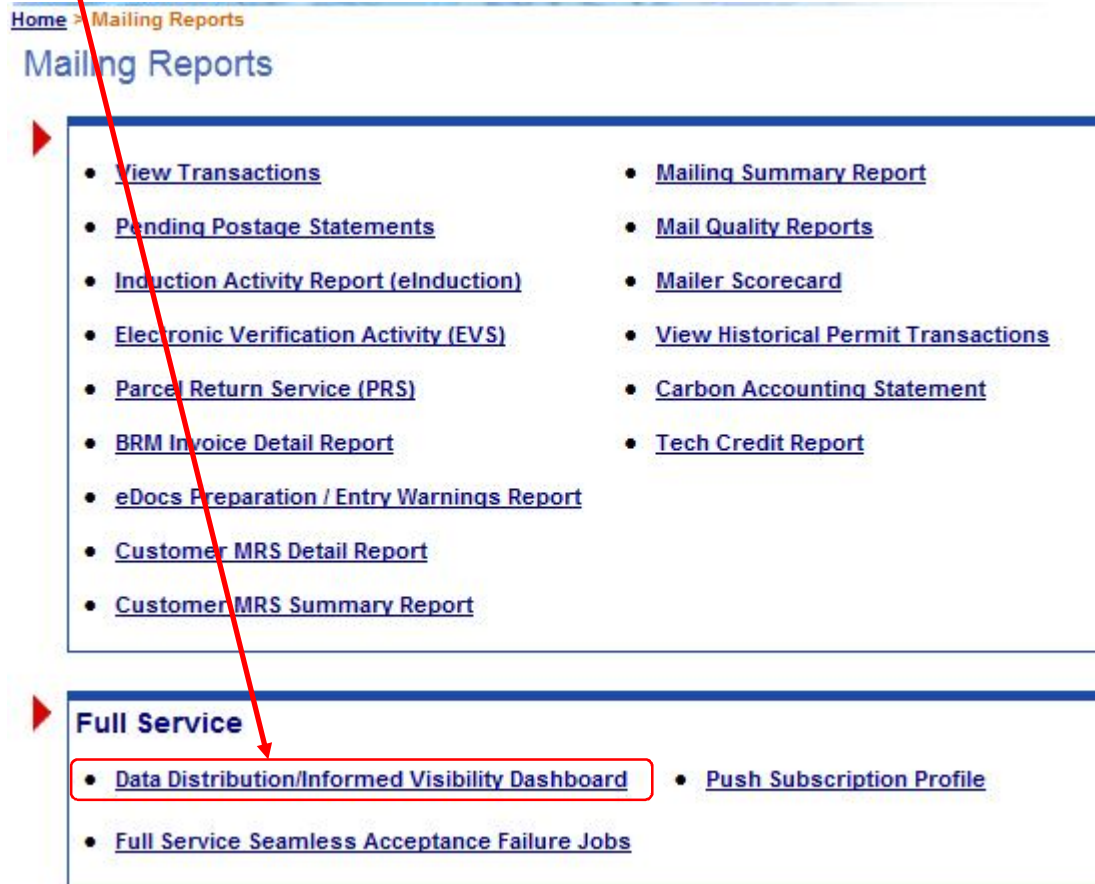 Home > Mailing Reports
Mailing Reports
View Transactions
Pending Postage Statements
Induction Activity Report (eInduction)
Electronic Verification Activity (EVS)
Parcel Return Service (PRS)
BRM Invoice Detail Report
eDocs Preparation / Entry Warnings Report
Customer MRS Detail Report
Customer MRS Summary Report
Mailing Summary Report
Mail Quality Reports
Mailer Scorecard
View Historical Permit Transactions
Carbon Accounting Statement
Tech Credit Report
Full Service
Data Distribution/Informed Visibility Dashboard
Push Subscription Profile
Full Service Seamless Acceptance Failure Jobs